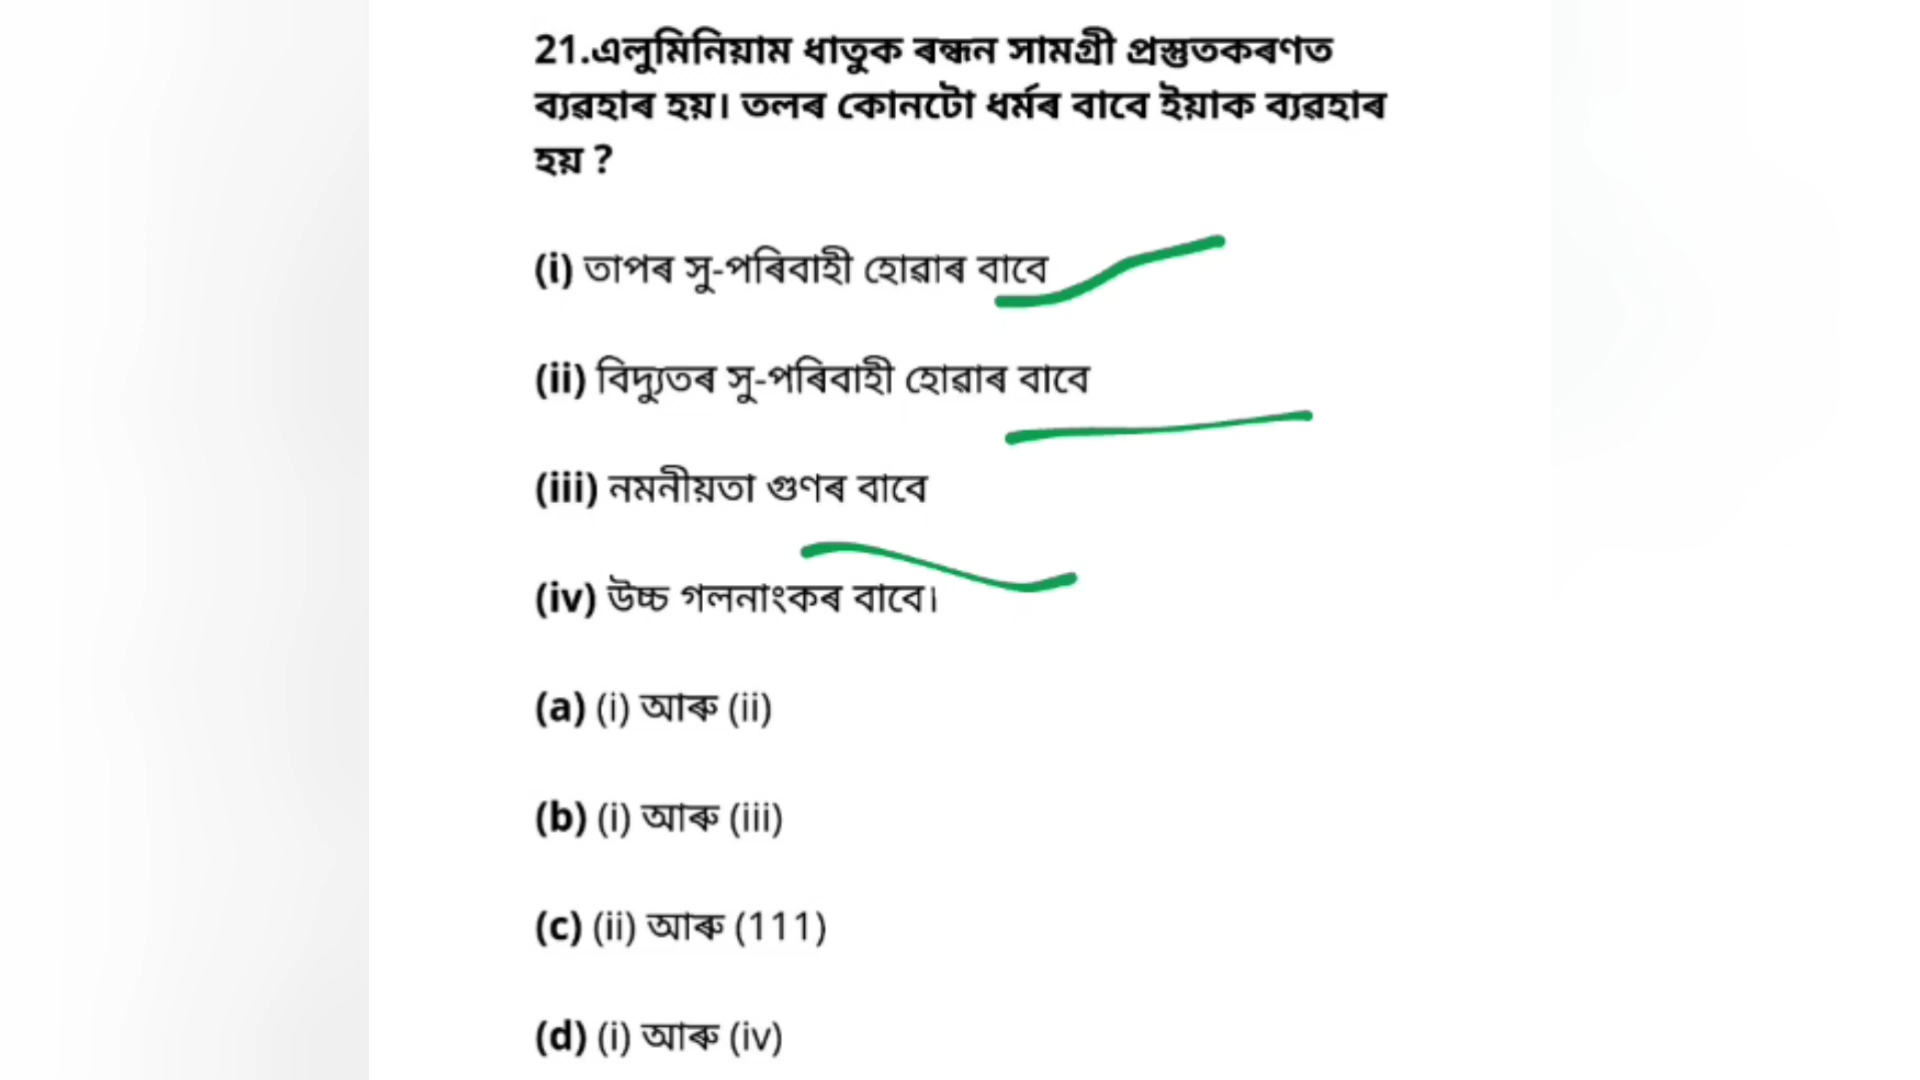 21.এলুমিনিয়াম ধাতুক ৰন্ধন সামগ্ৰী প্ৰস্তুতকৰণত
ব্যৱহাৰ হয়। তলৰ কোনটো ধৰ্মৰ বাবে ইয়াক ব্যৱহাৰ
হয় ?
(i) তাপৰ সু-পৰিবাহী হোৱাৰ বাবে
(ii) বিদ্যুতৰ সু-পৰিবাহী হোৱাৰ বাবে
(iii) নমনীয়তা গুণৰ বাবে
(iv) উচ্চ গলনাংকৰ বাবে।
(a) (i) আৰু (ii)
(b) (i) আৰু (iii)
(c) (ii) আৰু (111)
(d) (i) আৰু (iv)